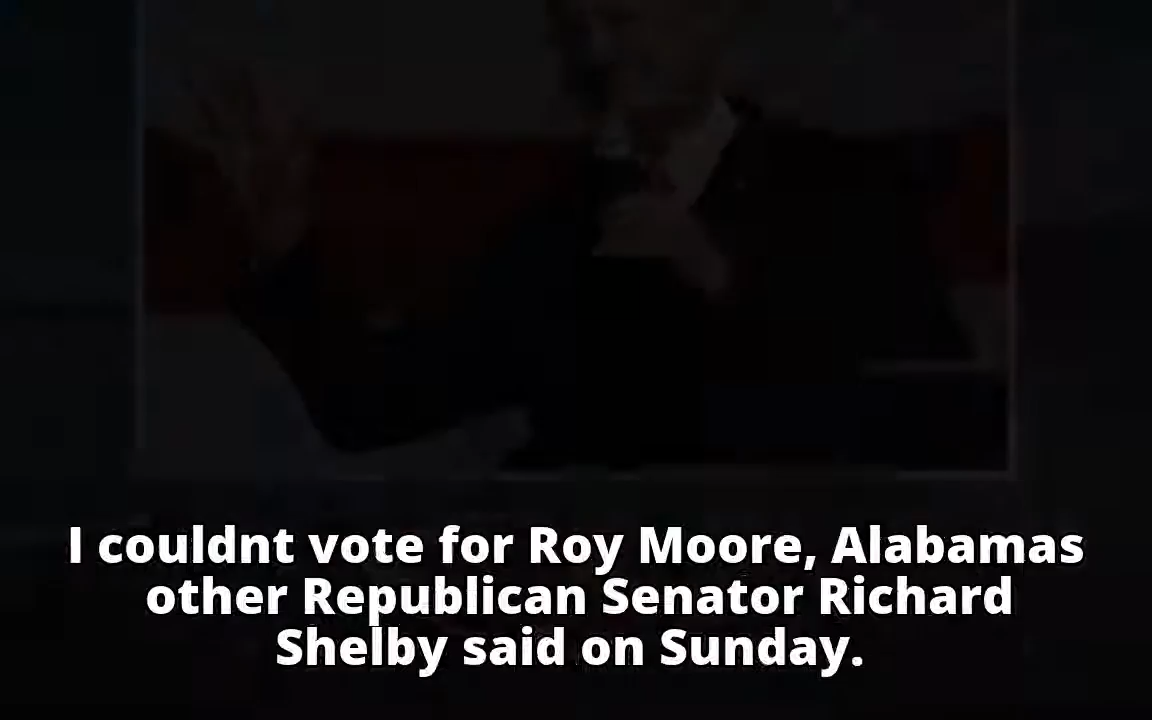 I couldnt vote for Roy Moore, Alabamas
other Republican Senator Richard
Shelby said on Sunday.